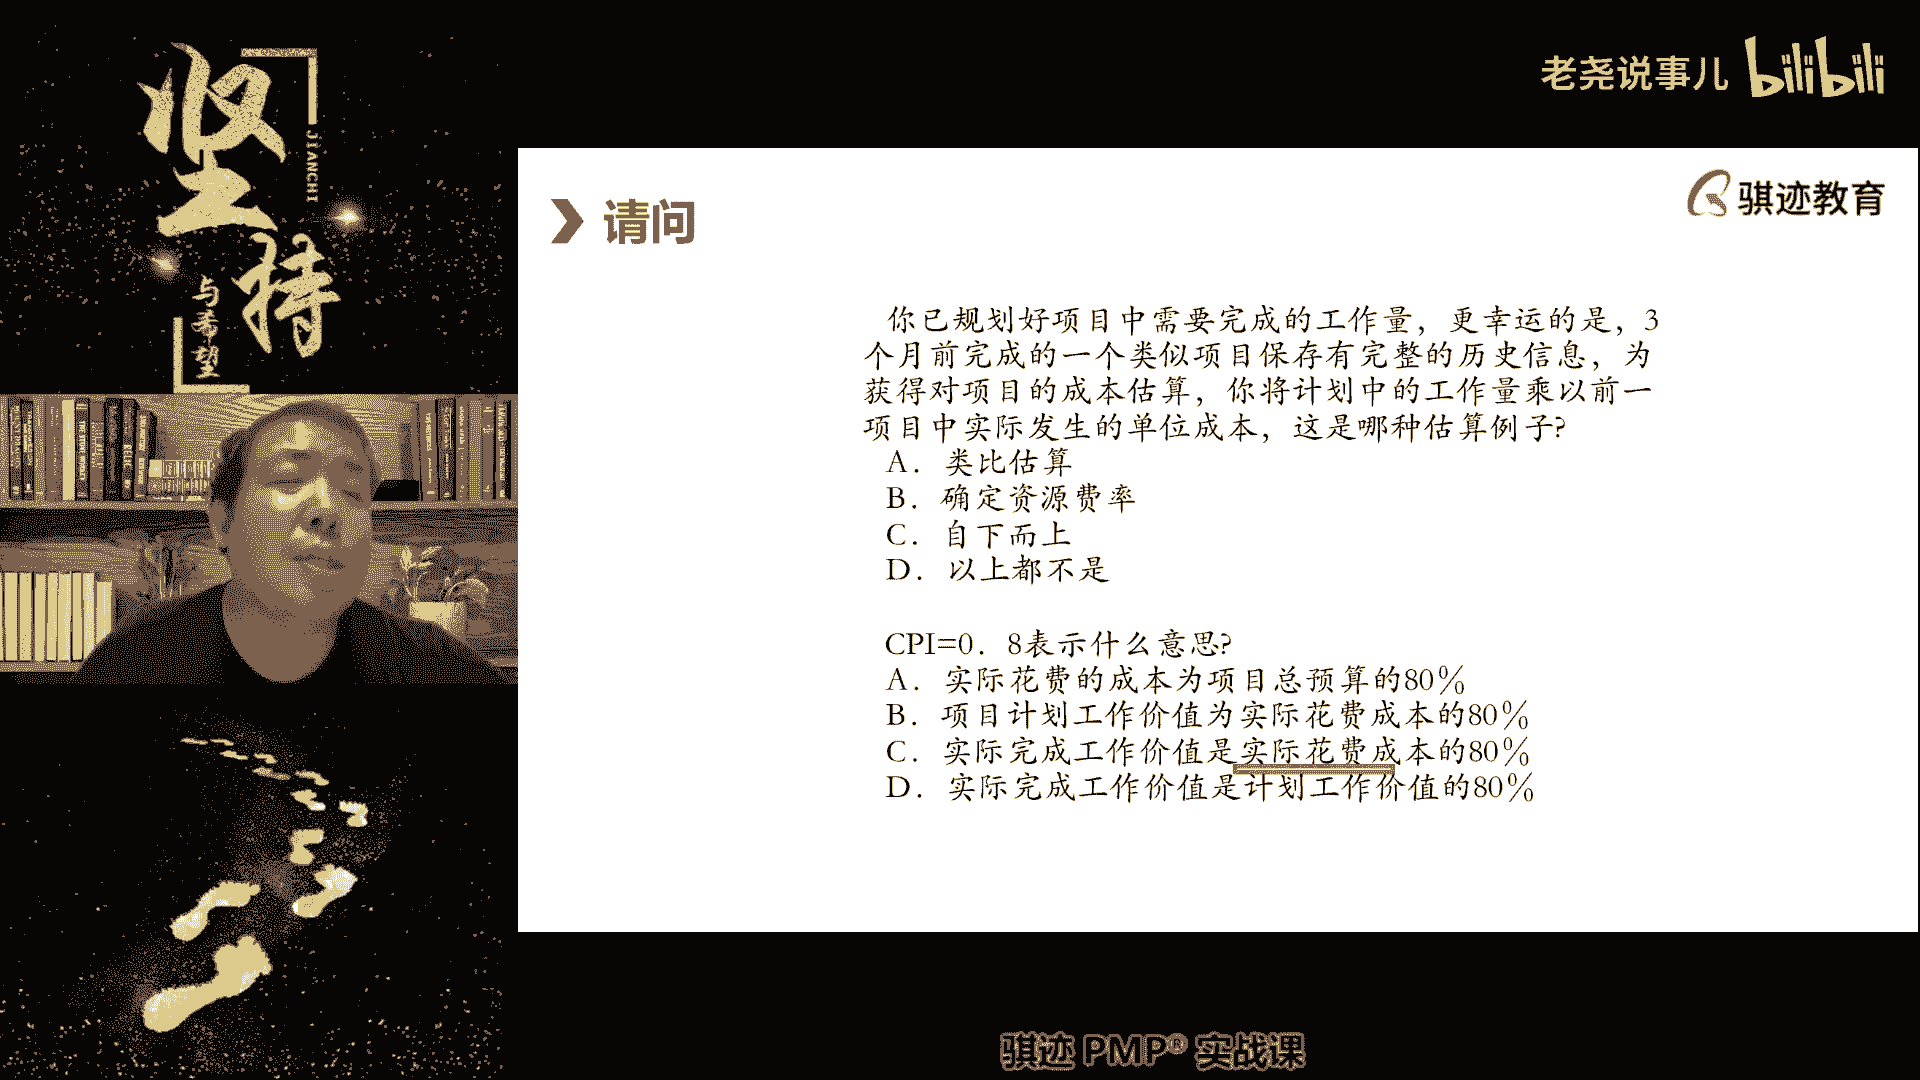 坚持
JIANCHI
与希望
老尧说事儿 bilibili
骐迹教育
请问
你已规划好项目中需要完成的工作量，更幸运的是，3
个月前完成的一个类似项目保存有完整的历史信息，为
获得对项目的成本估算，你将计划中的工作量乘以前一
项目中实际发生的单位成本，这是哪种估算例子?
A．类比估算
B．确定资源费率
C．自下而上
D．以上都不是
CPI=0．8表示什么意思?
A．实际花费的成本为项目总预算的80％
B．项目计划工作价值为实际花费成本的80％
C．实际完成工作价值是实际花费成本的80％
D．实际完成工作价值是计划工作价值的80％
骐迹 PMP® 实战课